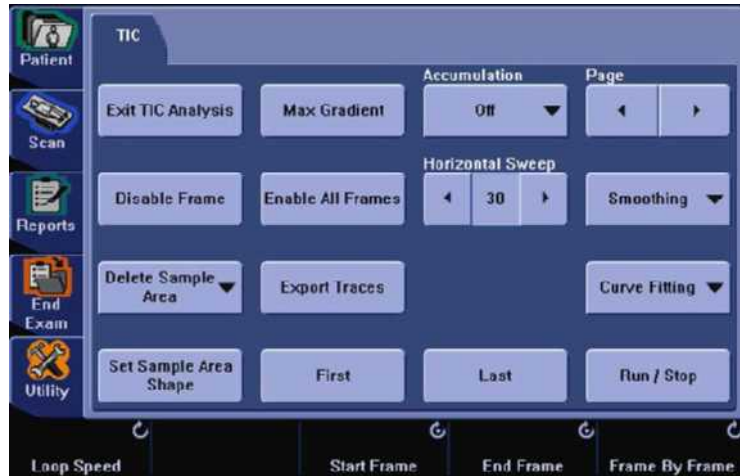 TIC
Patient
Accumulation
Page
Exit TIC Analysis
Max Gradient
Off
Scan
Horizontal Sweep
Disable Frame
Enable All Frames
30
Smoothing
Reports
Delete Sample
Area
Export Traces
Curve Fitting
End
Exam
Set Sample Area
Shape
First
Last
Run / Stop
Utility
Loop Speed
Start Frame
End Frame
Frame By Frame